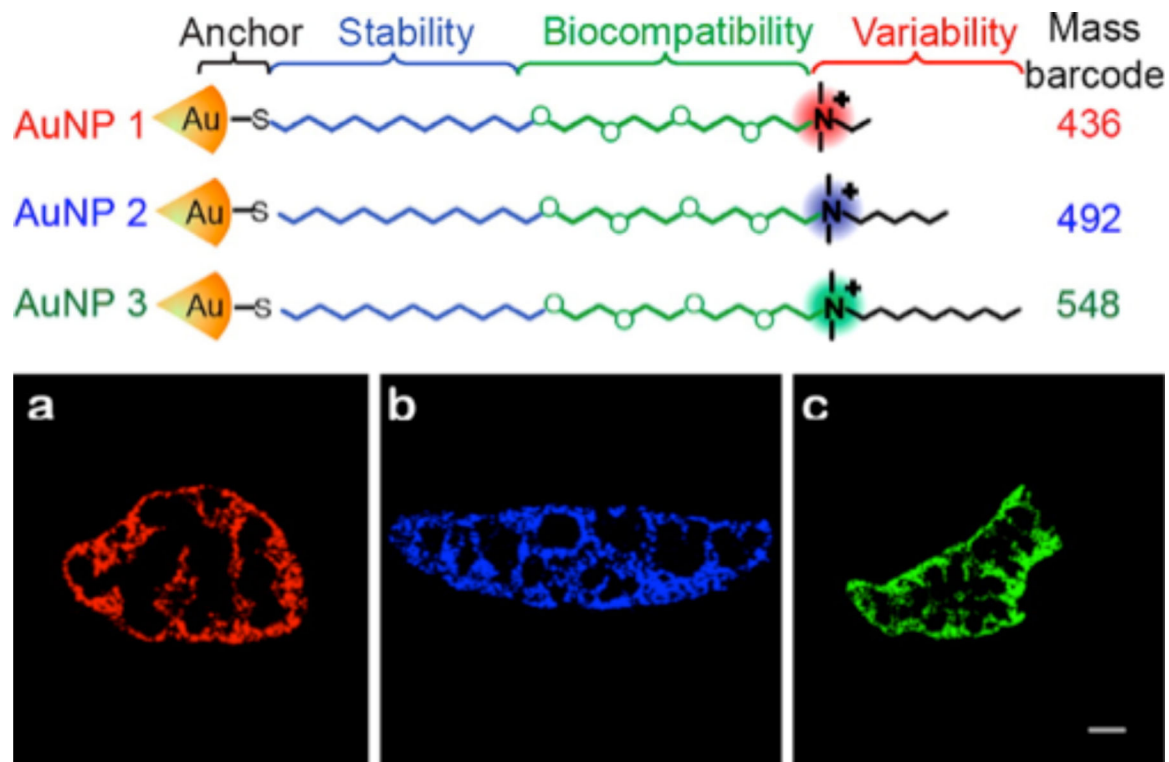 Anchor Stability Biocompatibility Variability Mass barcode
AuNP 1 Au S O O O O N + 436
AuNP 2 Au S O O O O N + 492
AuNP 3 Au S O O O O N + 548
a b c